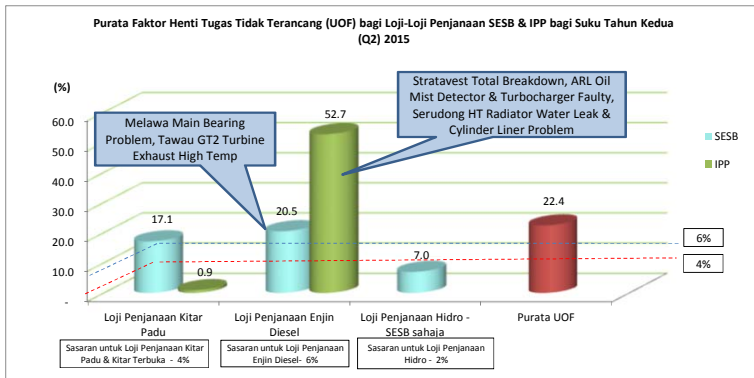 Purata Faktor Henti Tugas Tidak Terancang (UOF) bagi Loji-Loji Penjanaan SESB & IPP bagi Suku Tahun Kedua
(Q2) 2015
(%)
60.0
50.0
40.0
30.0
20.0
10.0
-
Melawa Main Bearing
Problem, Tawau GT2 Turbine
Exhaust High Temp
Stratavest Total Breakdown, ARL Oil
Mist Detector & Turbocharger Faulty,
Serudong HT Radiator Water Leak &
Cylinder Liner Problem
17.1
0.9
20.5
52.7
7.0
22.4
SESB
IPP
6%
4%
Loji Penjanaan Kitar
Padu
Loji Penjanaan Enjin
Diesel
Loji Penjanaan Hidro -
SESB sahaja
Purata UOF
Sasaran untuk Loji Penjanaan Kitar
Padu & Kitar Terbuka - 4%
Sasaran untuk Loji Penjanaan
Enjin Diesel- 6%
Sasaran untuk Loji Penjanaan
Hidro - 2%